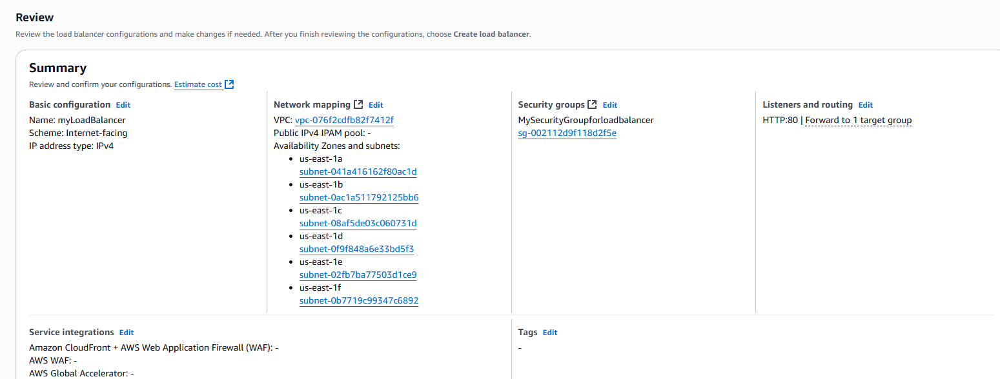 Review
Review the load balancer configurations and make changes if needed. After you finish reviewing the configurations, choose Create load balancer.
Summary
Review and confirm your configurations. Estimate cost
Basic configuration Edit
Name: myLoadBalancer
Scheme: Internet-facing
IP address type: IPv4
Network mapping Edit
VPC: vpc-076f2cdfb82f7412f
Public IPv4 IPAM pool: -
Availability Zones and subnets:
• us-east-1a
subnet-041a416162f80ac1d
• us-east-1b
subnet-0ac1a511792125bb6
• us-east-1c
subnet-08af5de03c060731d
• us-east-1d
subnet-0f9f848a6e33bd5f3
• us-east-1e
subnet-02fb7ba77503d1ce9
• us-east-1f
subnet-0b7719c99347c6892
Security groups Edit
MySecurityGroupforloadbalancer
sg-002112d9f118d2f5e
Listeners and routing Edit
HTTP:80 | Forward to 1 target group
Service integrations Edit
Amazon CloudFront + AWS Web Application Firewall (WAF): -
AWS WAF: -
AWS Global Accelerator: -
Tags Edit
-